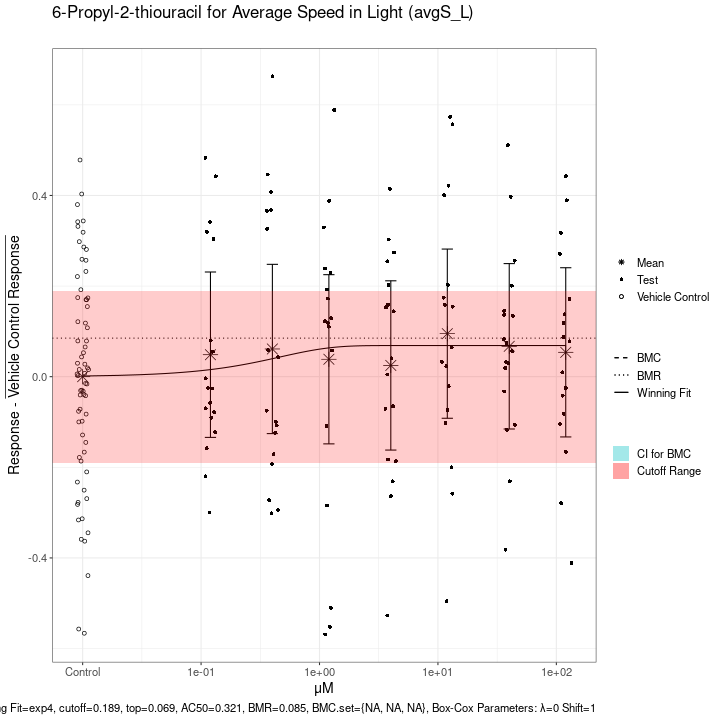 6-Propyl-2-thiouracil for Average Speed in Light (avgS_L)
Response - Vehicle Control Response
0.4
0.0
-0.4
Control
1e-01
1e+00
1e+01
1e+02
µM
Mean
Test
Vehicle Control
BMC
BMR
Winning Fit
CI for BMC
Cutoff Range
Fit=exp4, cutoff=0.189, top=0.069, AC50=0.321, BMR=0.085, BMC.set={NA, NA, NA}, Box-Cox Parameters: λ=0 Shift=1